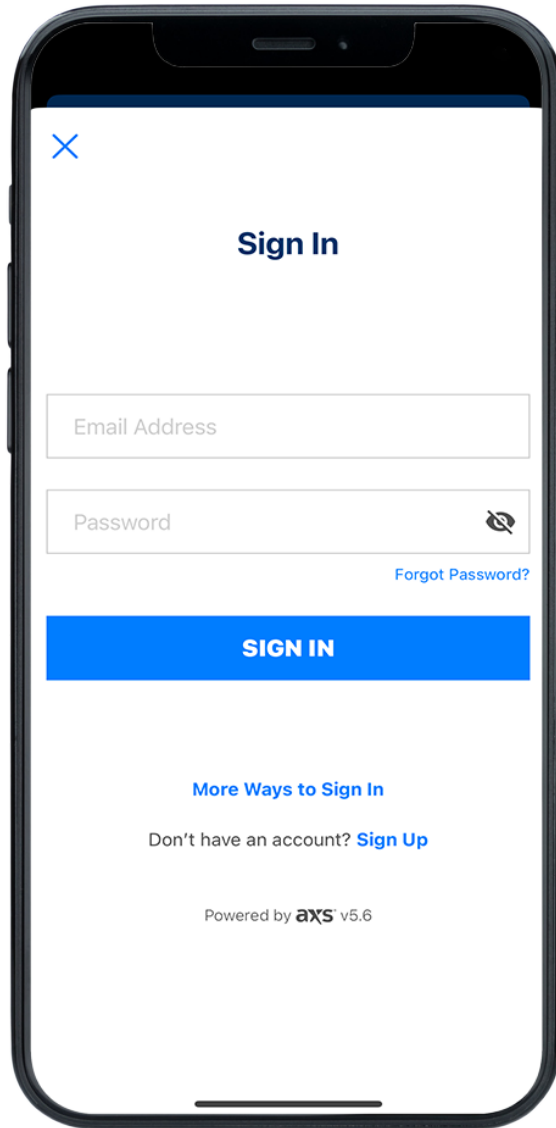 Sign In
Email Address
Password
Forgot Password?
SIGN IN
More Ways to Sign In
Don’t have an account? Sign Up
Powered by axs v5.6